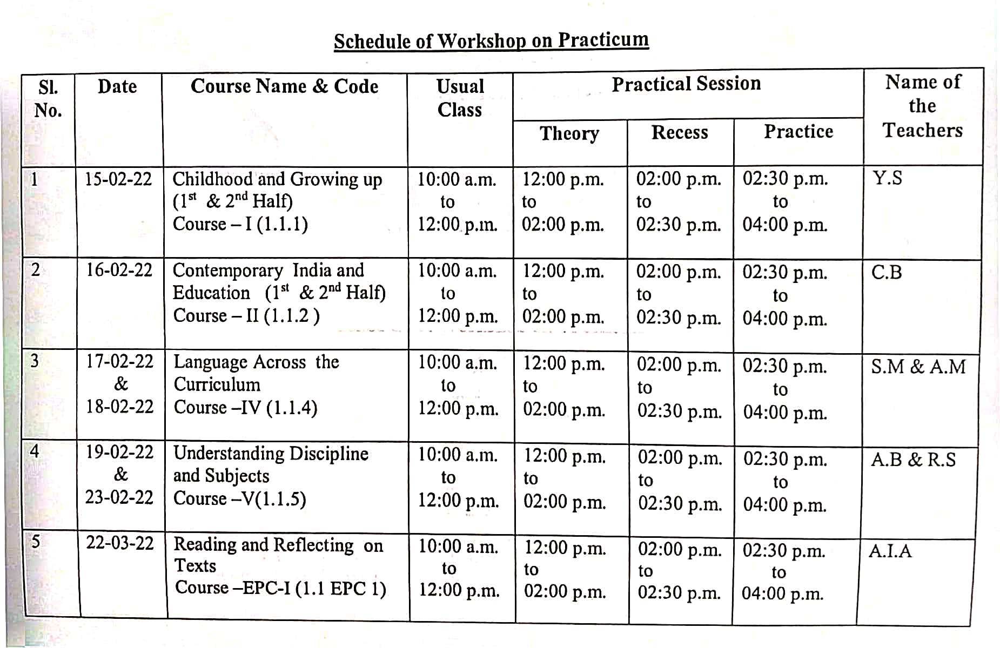 Schedule of Workshop on Practicum
Sl. No. | Date | Course Name & Code | Usual Class | Practical Session | Name of the Teachers
Theory | Recess | Practice
1 | 15-02-22 | Childhood and Growing up | 10:00 a.m. | 12:00 p.m. | 02:00 p.m. | 02:30 p.m. | Y.S
(1st & 2nd Half) | to | to | to | to
Course – I (1.1.1) | 12:00 p.m. | 02:00 p.m. | 02:30 p.m. | 04:00 p.m.
2 | 16-02-22 | Contemporary India and | 10:00 a.m. | 12:00 p.m. | 02:00 p.m. | 02:30 p.m. | C.B
Education (1st & 2nd Half) | to | to | to | to
Course – II (1.1.2 ) | 12:00 p.m. | 02:00 p.m. | 02:30 p.m. | 04:00 p.m.
3 | 17-02-22 | Language Across the | 10:00 a.m. | 12:00 p.m. | 02:00 p.m. | 02:30 p.m. | S.M & A.M
& | Curriculum | to | to | to | to
18-02-22 | Course –IV (1.1.4) | 12:00 p.m. | 02:00 p.m. | 02:30 p.m. | 04:00 p.m.
4 | 19-02-22 | Understanding Discipline | 10:00 a.m. | 12:00 p.m. | 02:00 p.m. | 02:30 p.m. | A.B & R.S
& | and Subjects | to | to | to | to
23-02-22 | Course –V(1.1.5) | 12:00 p.m. | 02:00 p.m. | 02:30 p.m. | 04:00 p.m.
5 | 22-03-22 | Reading and Reflecting on | 10:00 a.m. | 12:00 p.m. | 02:00 p.m. | 02:30 p.m. | A.I.A
Texts | to | to | to | to
Course –EPC-I (1.1 EPC 1) | 12:00 p.m. | 02:00 p.m. | 02:30 p.m. | 04:00 p.m.